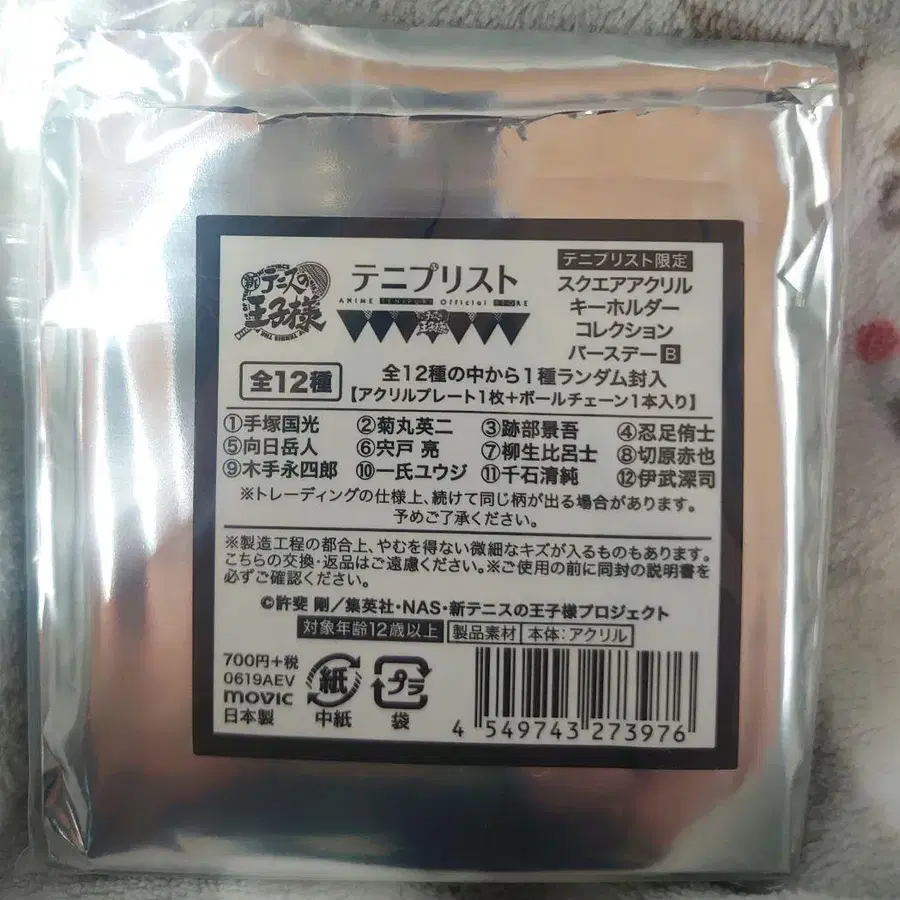 新テニスの王子様
テニプリスト
ANIME TENIPURI Official STORE
テニプリスト限定
スクエアアクリル
キーホルダー
コレクション
バースデー B
全12種
全12種の中から1種ランダム封入
【アクリルプレート1枚+ボールチェーン1本入り】
①手塚国光 ②菊丸英二 ③跡部景吾 ④忍足侑士
⑤向日岳人 ⑥宍戸 亮 ⑦柳生比呂士 ⑧切原赤也
⑨木手永四郎 ⑩一氏ユウジ ⑪千石清純 ⑫伊武深司
※トレーディングの仕様上、続けて同じ柄が出る場合があります。
予めご了承ください。
※製造工程の都合上、やむを得ない微細なキズが入るものもあります。
こちらの交換・返品はご遠慮ください。※ご使用の前に同封の説明書を
必ずご確認ください。
©許斐 剛/集英社・NAS・新テニスの王子様プロジェクト
対象年齢12歳以上 製品素材 本体:アクリル
700円+税
0619AEV
movic
日本製
紙
中紙
プラ
袋
4 549743 273976